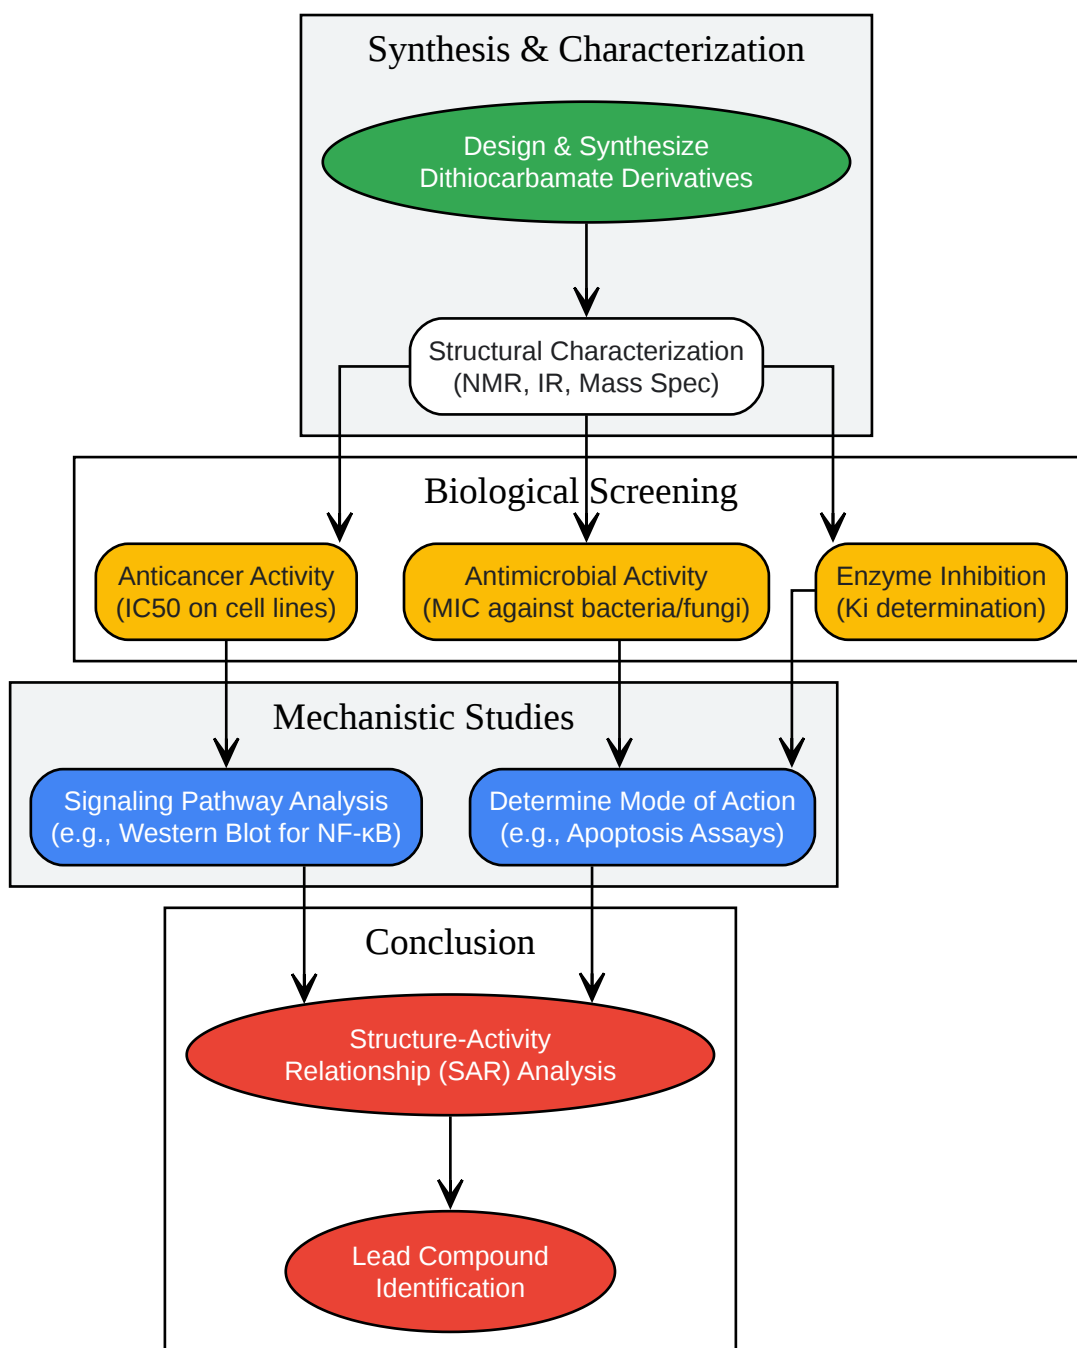 Synthesis & Characterization
Design & Synthesize
Dithiocarbamate Derivatives
Structural Characterization
(NMR, IR, Mass Spec)
Biological Screening
Anticancer Activity
(IC50 on cell lines)
Antimicrobial Activity
(MIC against bacteria/fungi)
Enzyme Inhibition
(Ki determination)
Mechanistic Studies
Signaling Pathway Analysis
(e.g., Western Blot for NF-κB)
Determine Mode of Action
(e.g., Apoptosis Assays)
Conclusion
Structure-Activity
Relationship (SAR) Analysis
Lead Compound
Identification